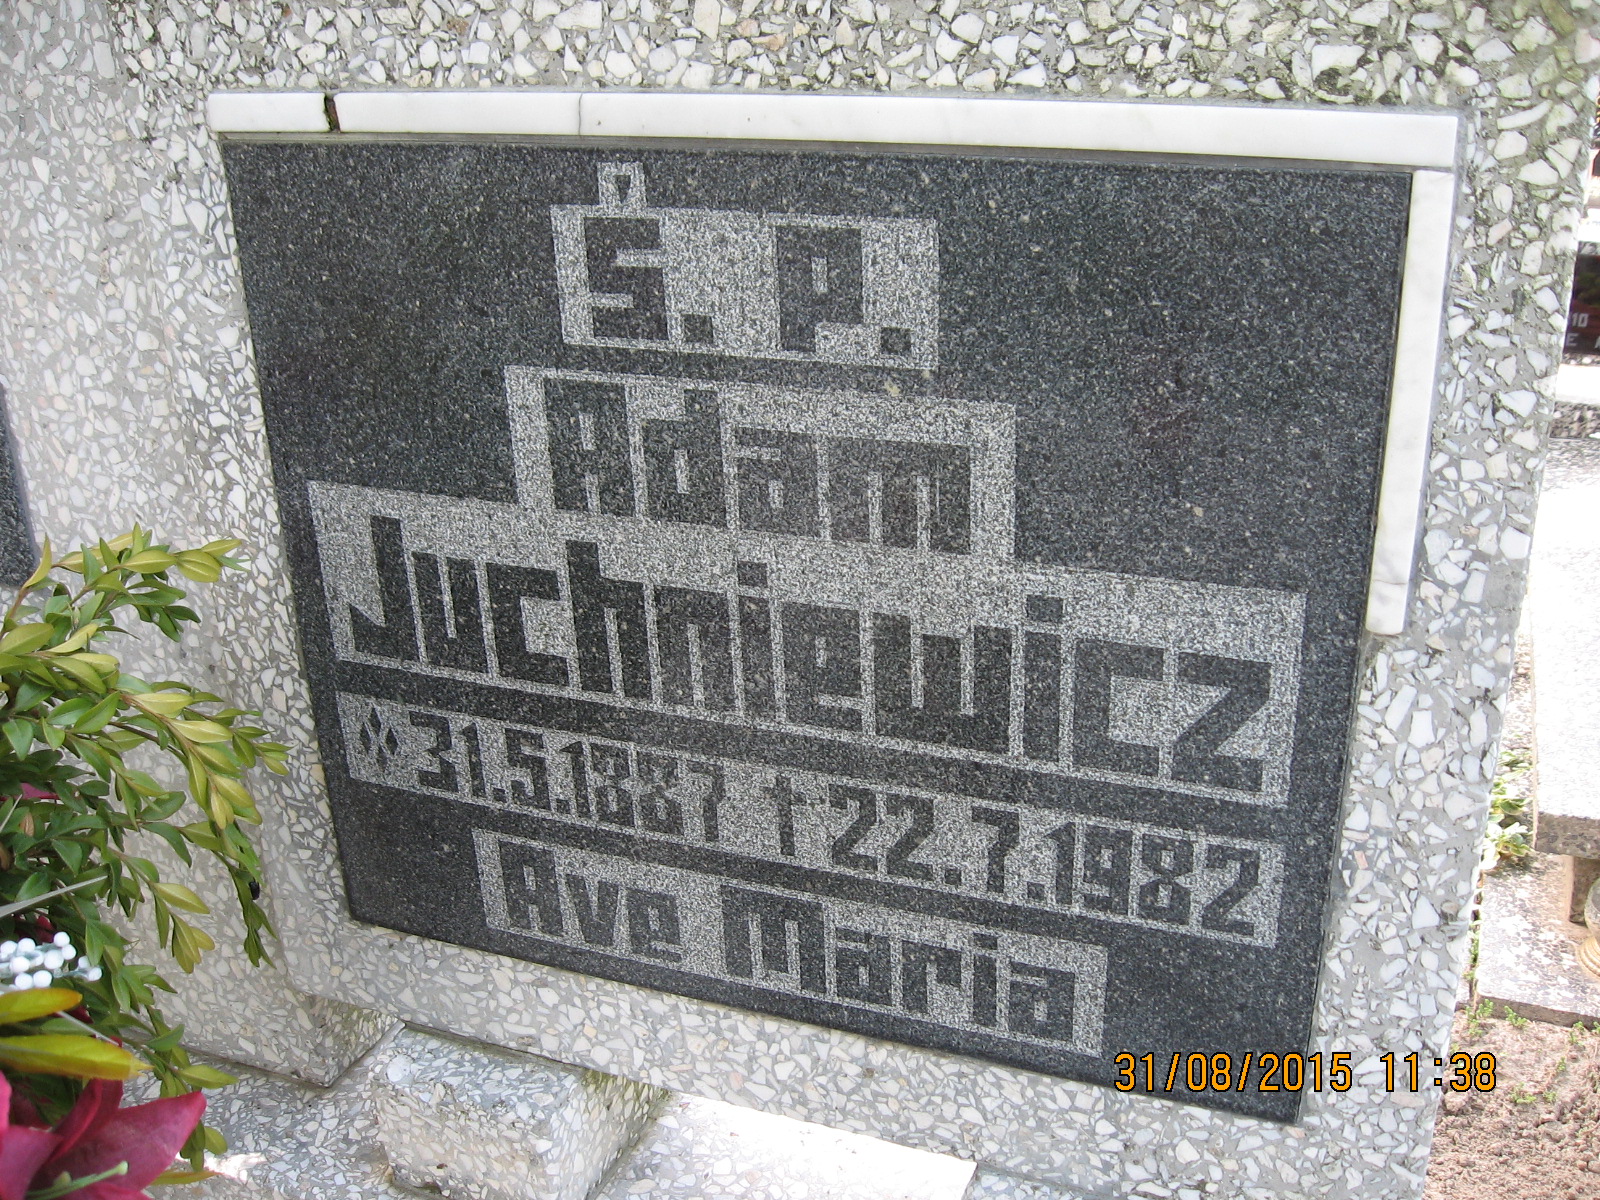 Ś. P.
Adam
Juchniewicz
31.5.1887 † 22.7.1982
Ave Maria
31/08/2015 11:38